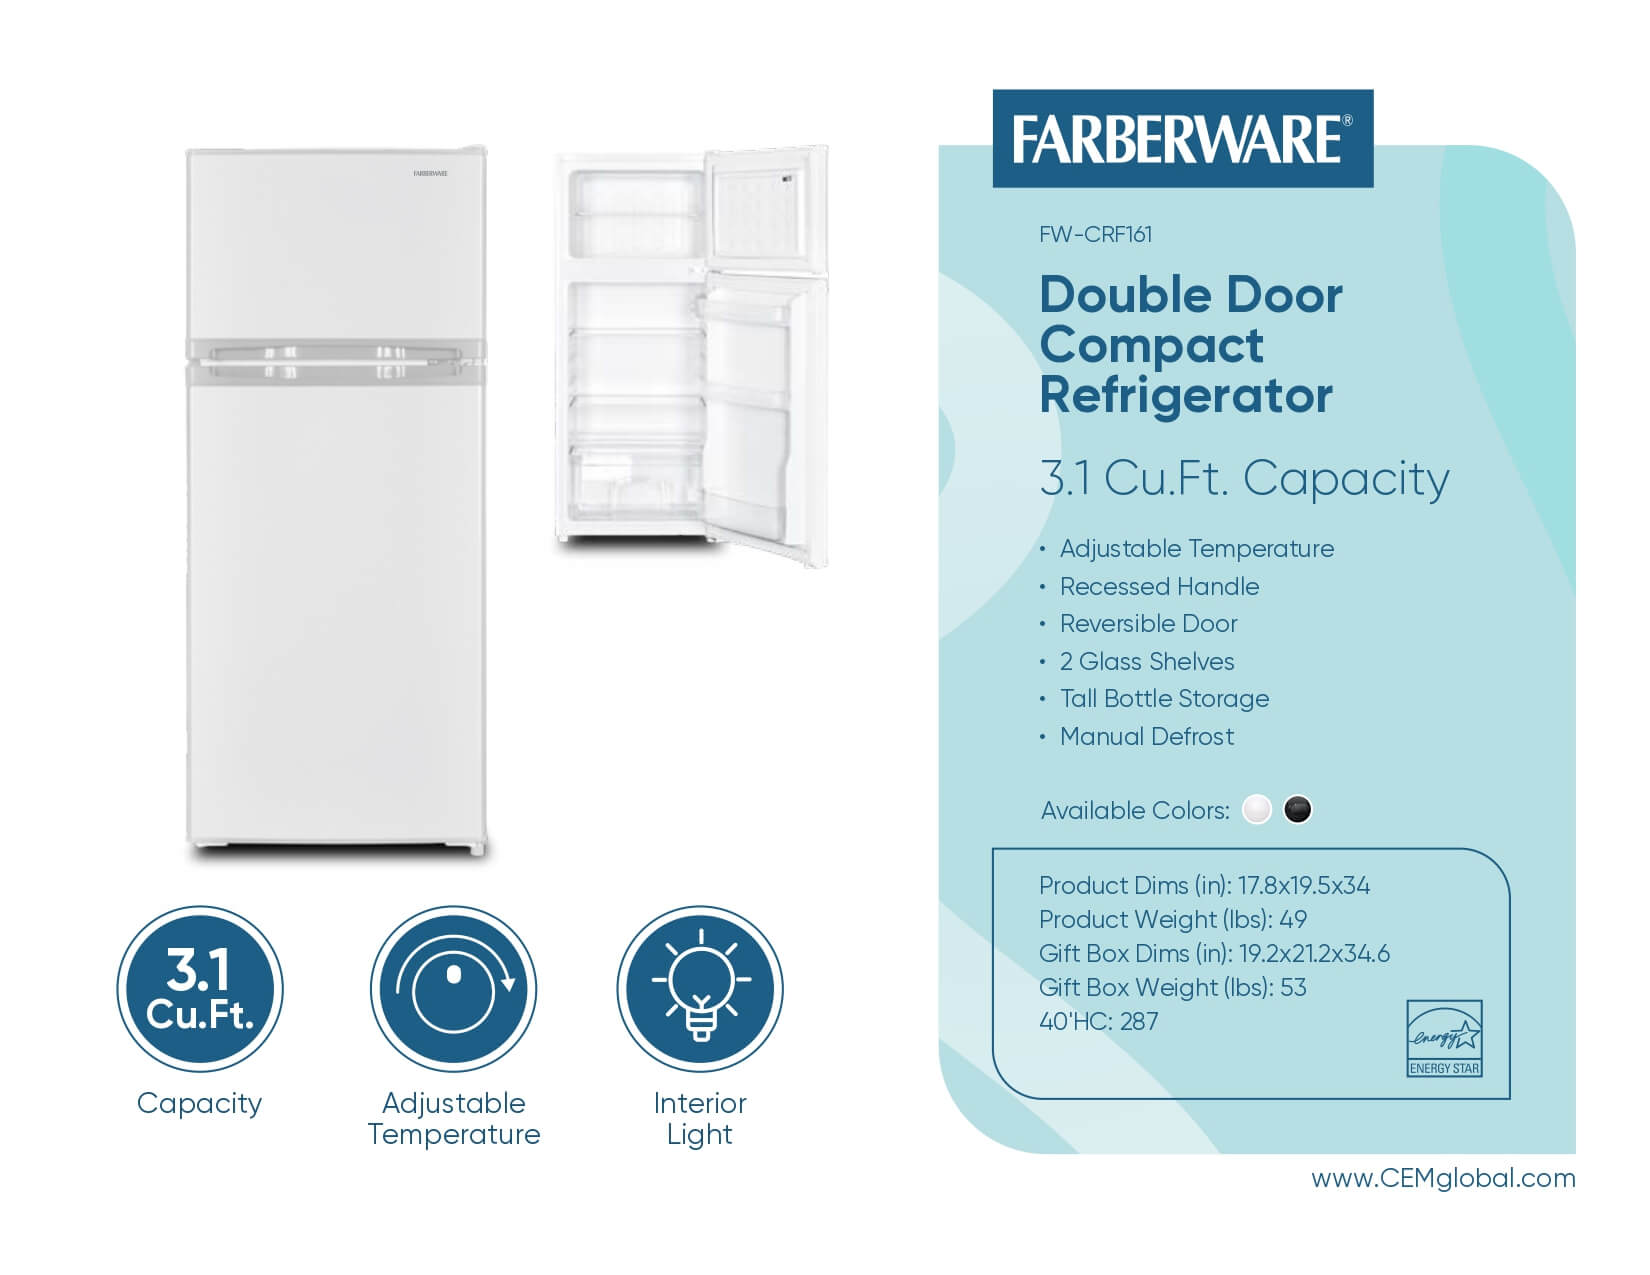 FARBERWARE
FARBERWARE®
FW-CRF161
Double Door
Compact
Refrigerator
3.1 Cu.Ft. Capacity
• Adjustable Temperature
• Recessed Handle
• Reversible Door
• 2 Glass Shelves
• Tall Bottle Storage
• Manual Defrost
Available Colors:
Product Dims (in): 17.8x19.5x34
Product Weight (lbs): 49
Gift Box Dims (in): 19.2x21.2x34.6
Gift Box Weight (lbs): 53
40'HC: 287
energy
ENERGY STAR
3.1
Cu.Ft.
Capacity
Adjustable
Temperature
Interior
Light
www.CEMglobal.com